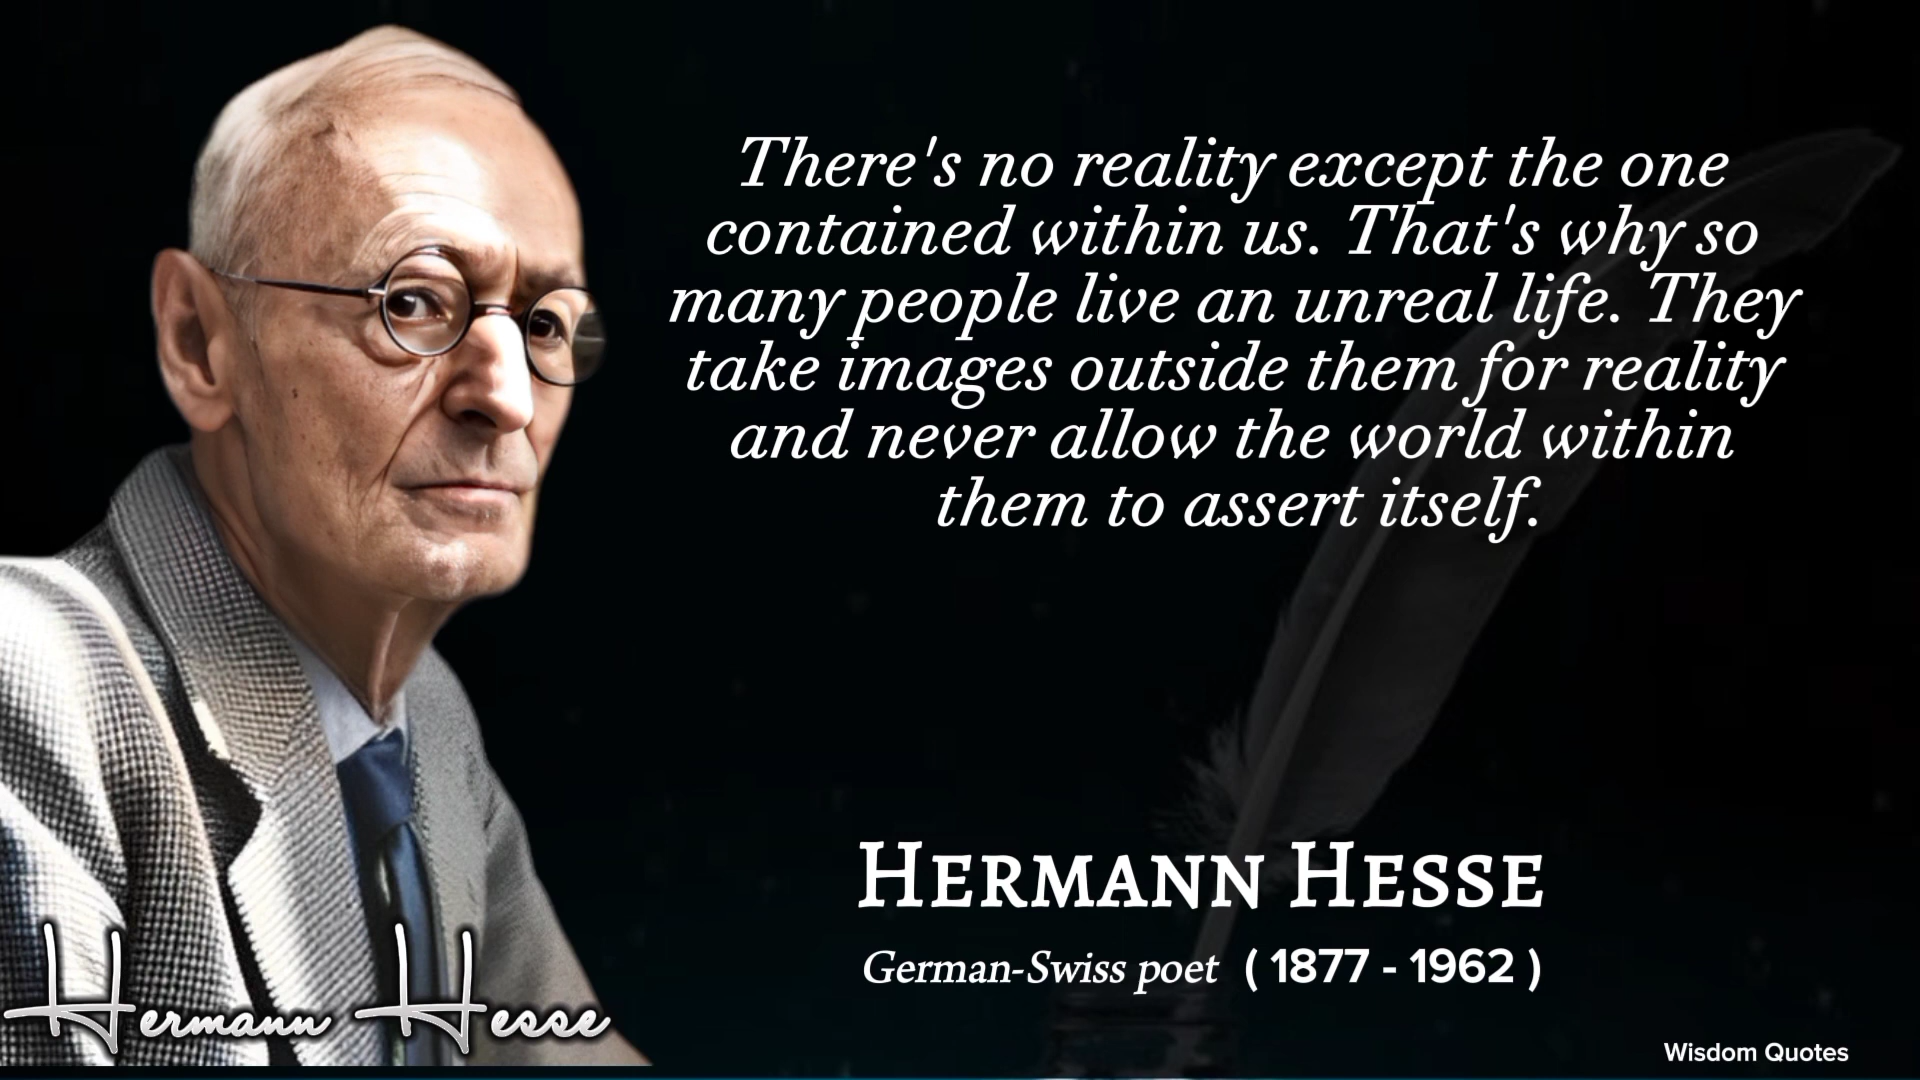 There's no reality except the one
contained within us. That's why so
many people live an unreal life. They
take images outside them for reality
and never allow the world within
them to assert itself.
Hermann Hesse
German-Swiss poet ( 1877 - 1962 )
Hermann Hesse
Wisdom Quotes